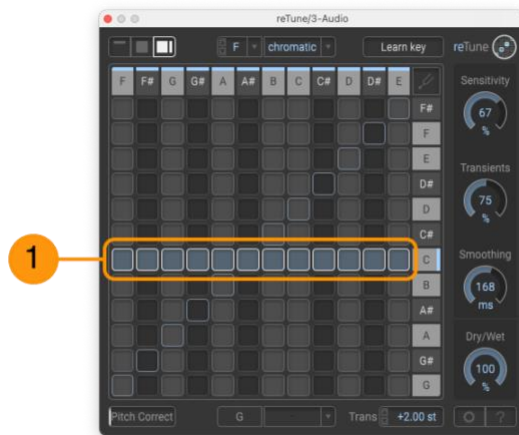 reTune/3-Audio
F chromatic Learn key reTune
F F# G G# A A# B C C# D D# E
Sensitivity
67
%
Transients
75
%
Smoothing
168
ms
Dry/Wet
100
%
F#
F
E
D#
D
C#
C
B
A#
A
G#
G
1
Pitch Correct G Trans +2.00 st ?